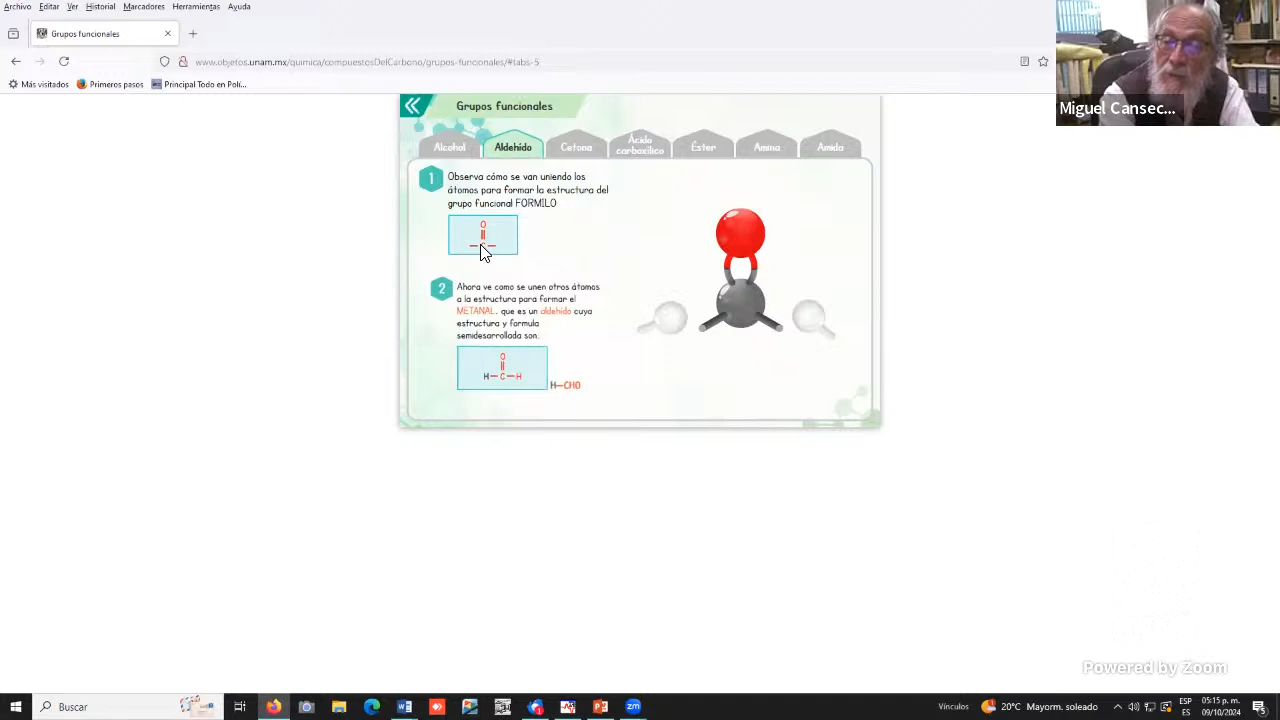 Archivo Editar Ver Historial Marcadores Herramientas Ayuda
Grupos funcionales
www.objetos.unam.mx/quimica/compuestosDelCarbono/grupos-funcionales/#tabs-5
Más visitados Primeros pasos Principal Todo en Polí...
Miguel Cansec...
Grupos funcionales
Alcohol Aldehído Cetona Ácido carboxílico Éster Amina Amida
1
Observa cómo se van uniendo los
átomos para formar la estructura del
grupo funcional FORMILO
O
2
Ahora ve como se unen otros átomos
a la estructura para formar el
METANAL, que es un aldehído cuya
estructura y formula
semidesarrollada son:
O
H—C—H
H—CHO
Powered by Zoom
Buscar
Vínculos 20°C Mayorm. soleado
ESP 05:15 p. m.
ES 09/10/2024